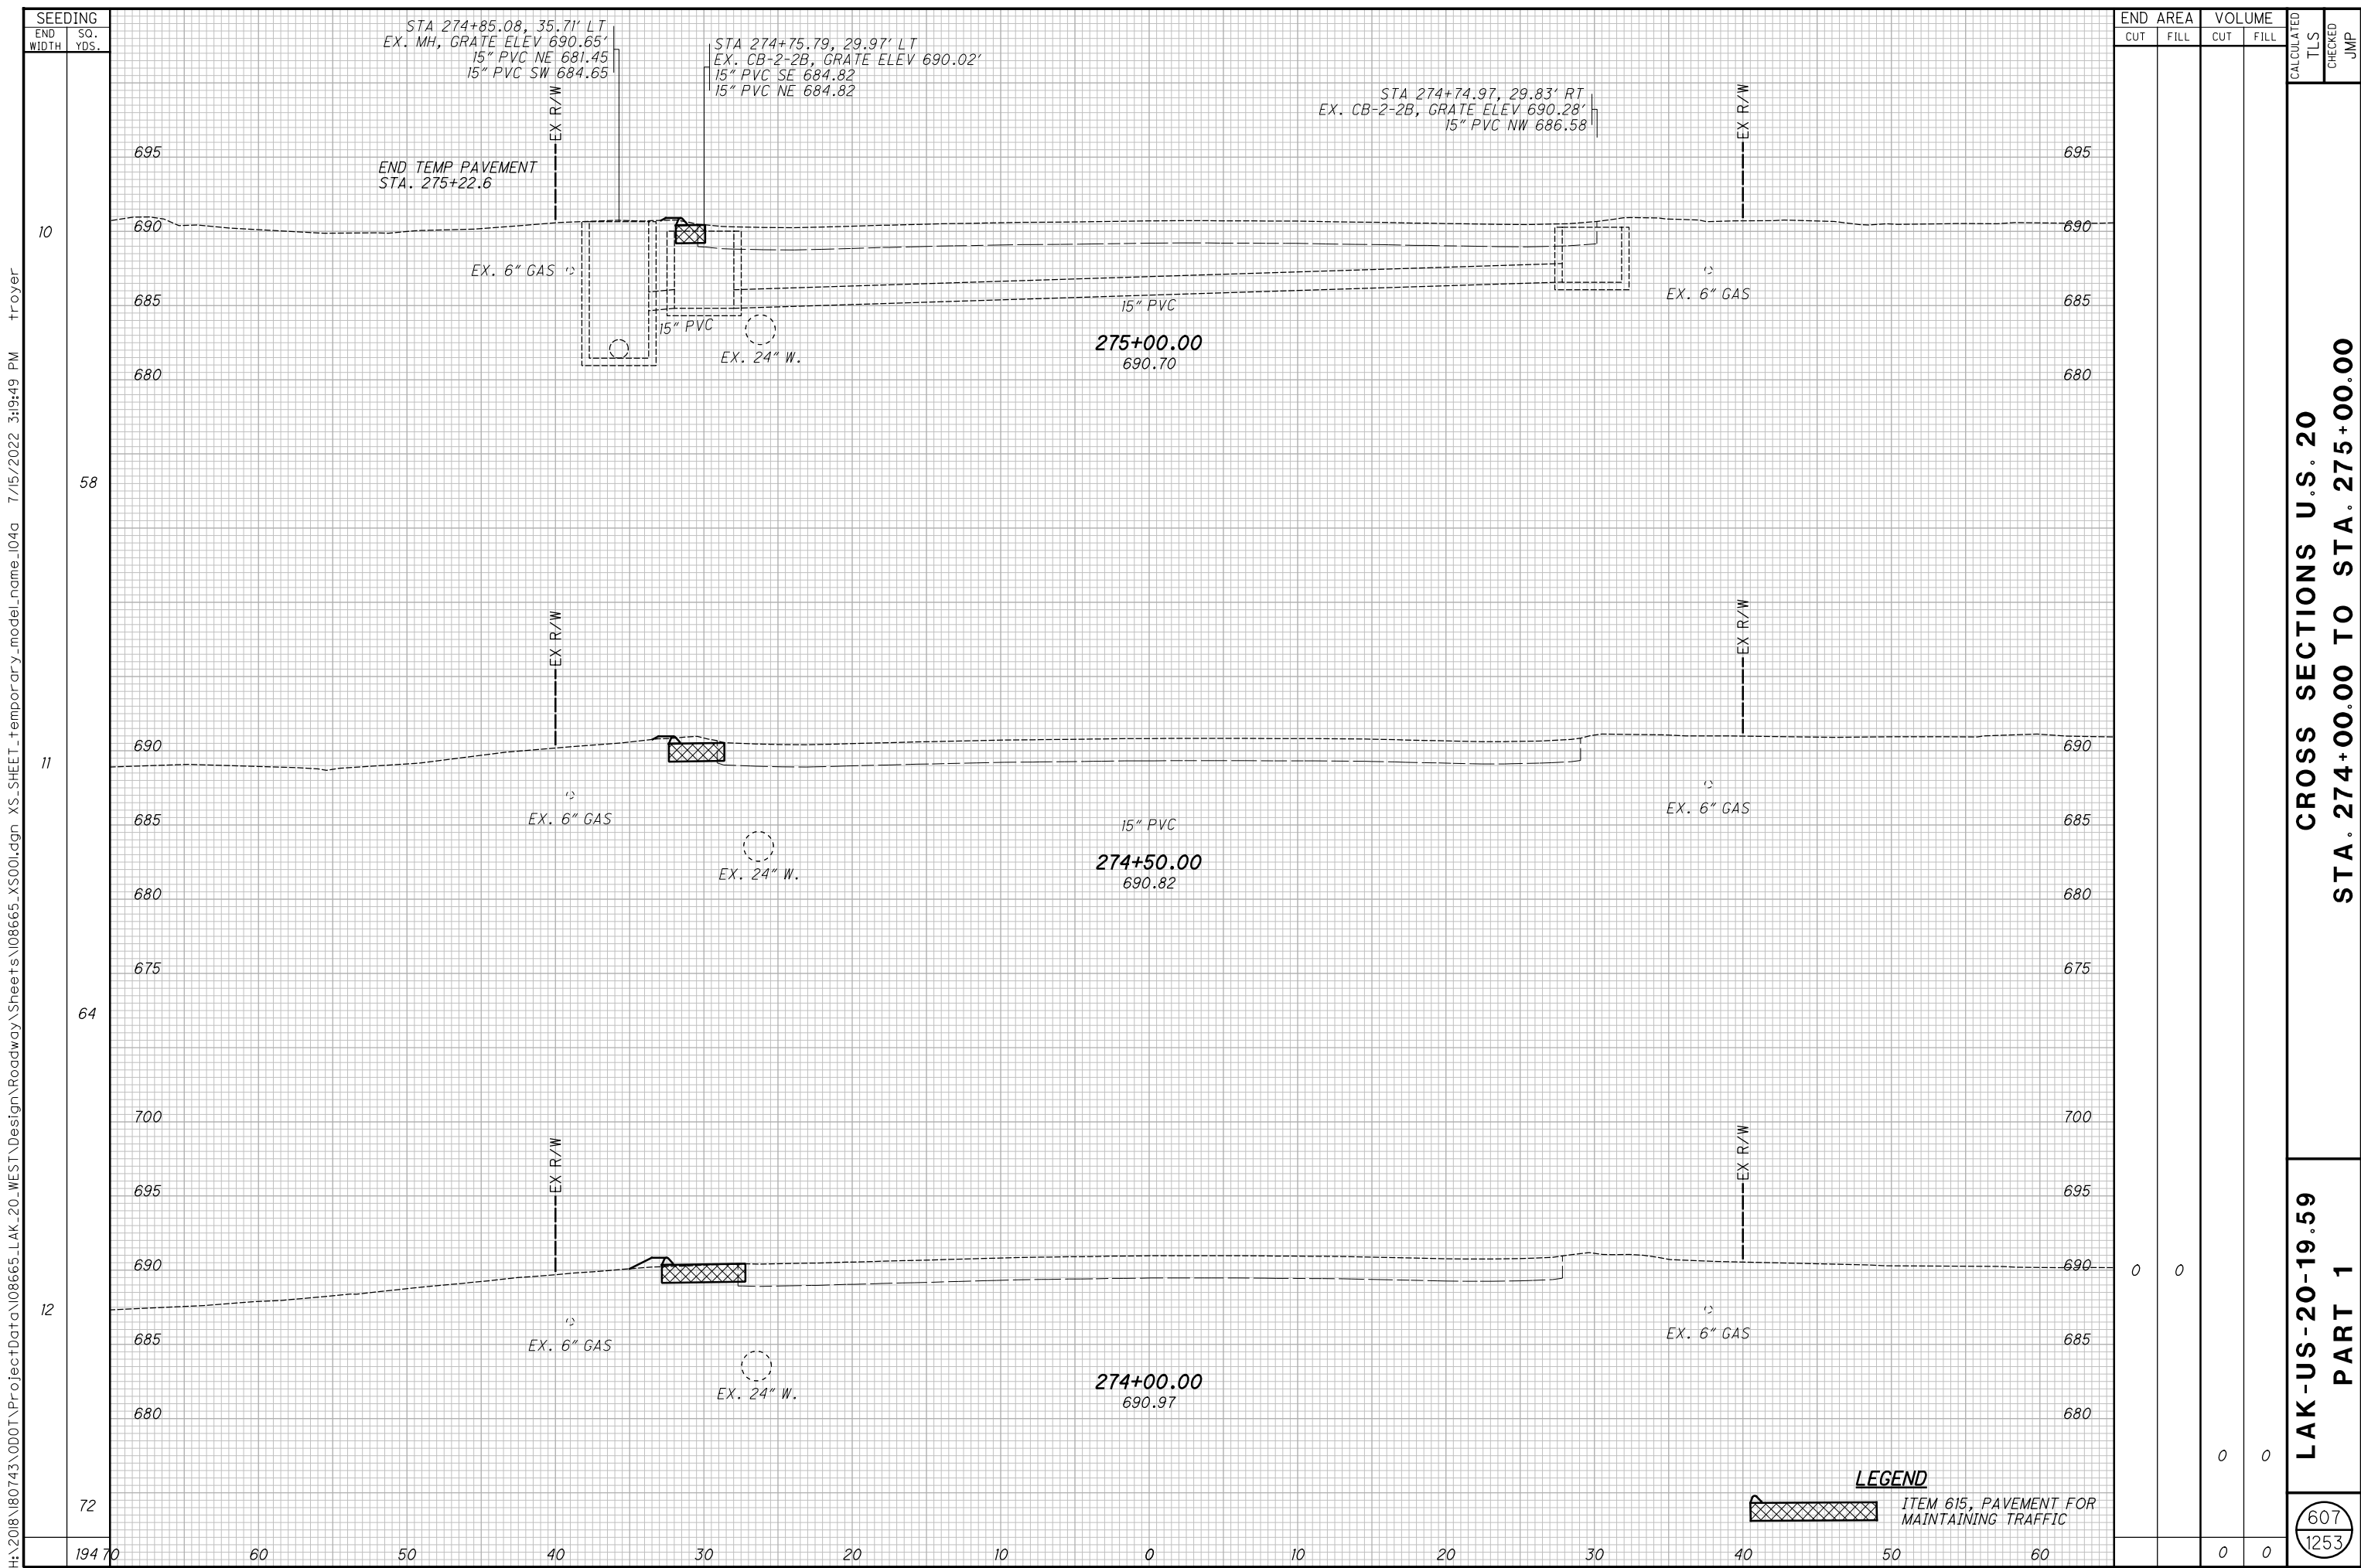 SEEDING
END WIDTH
SQ. YDS.
END AREA
VOLUME
CUT
FILL
CUT
FILL
CALCULATED
TLS
CHECKED
JMP
STA 274+85.08, 35.71' LT
EX. MH, GRATE ELEV 690.65'
15" PVC NE 681.45
15" PVC SW 684.65
STA 274+75.79, 29.97' LT
EX. CB-2-2B, GRATE ELEV 690.02'
15" PVC SE 684.82
15" PVC NE 684.82
STA 274+74.97, 29.83' RT
EX. CB-2-2B, GRATE ELEV 690.28'
15" PVC NW 686.58
EX R/W
EX R/W
695
695
END TEMP PAVEMENT
STA. 275+22.6
10
690
690
EX. 6" GAS
EX. 6" GAS
685
685
15" PVC
15" PVC
EX. 24" W.
275+00.00
690.70
680
680
58
EX R/W
EX R/W
690
690
11
EX. 6" GAS
EX. 6" GAS
685
685
15" PVC
274+50.00
690.82
EX. 24" W.
680
680
675
675
64
700
700
EX R/W
EX R/W
695
695
690
690
0
0
12
EX. 6" GAS
EX. 6" GAS
685
685
274+00.00
690.97
EX. 24" W.
680
680
0
0
LEGEND
ITEM 615, PAVEMENT FOR
MAINTAINING TRAFFIC
72
194
70 60 50 40 30 20 10 0 10 20 30 40 50 60
0
0
CROSS SECTIONS U.S. 20
STA. 274+00.00 TO STA. 275+00.00
LAK-US-20-19.59
PART 1
607
1253
H:\2018\180743\ODOT\ProjectData\108665_LAK_20_WEST\Design\Roadway\Sheets\108665_XS001.dgn XS_SHEET_temporary_model_name_104a 7/15/2022 3:19:49 PM troyer